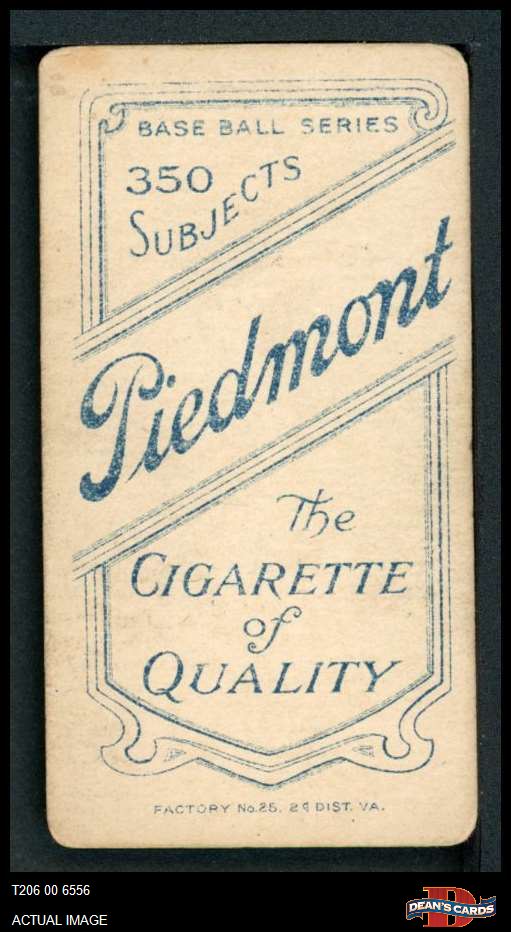 BASE BALL SERIES
350
SUBJECTS
Piedmont
The
CIGARETTE
of
QUALITY
FACTORY No. 25. 2d DIST. VA.
T206 00 6556
ACTUAL IMAGE
D
DEAN'S CARDS